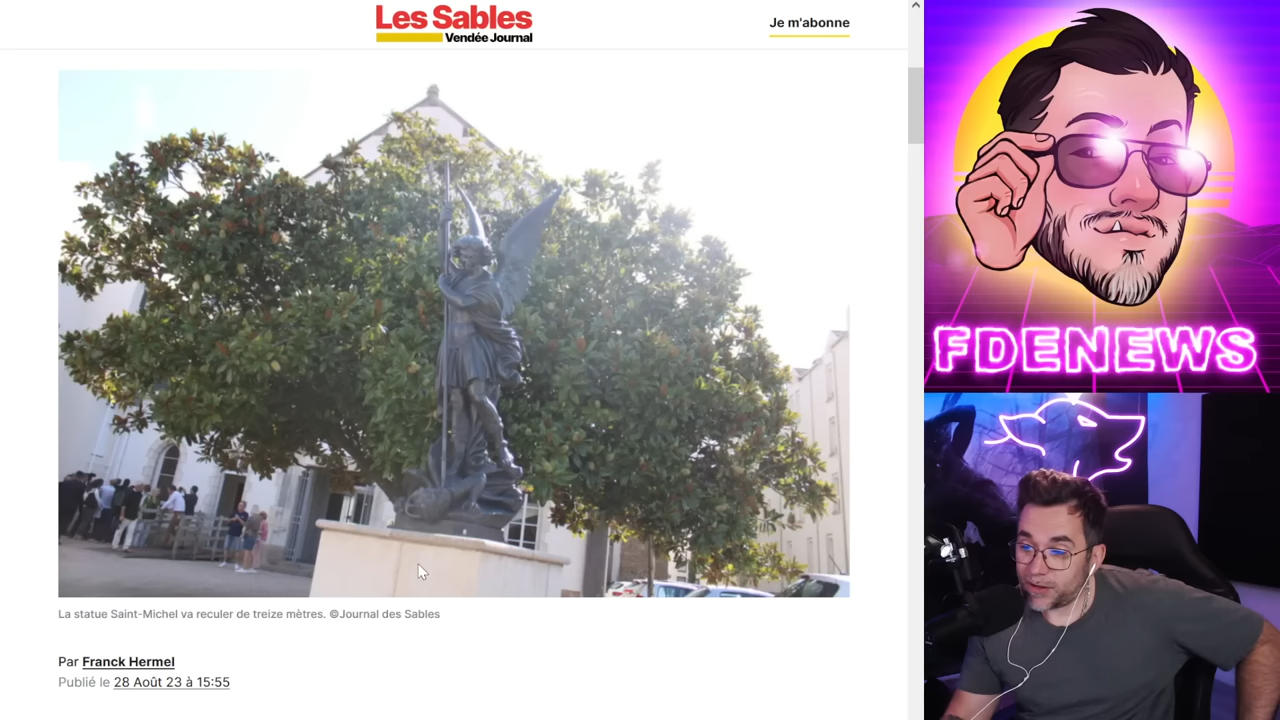 Les Sables
Vendée Journal
Je m'abonne
La statue Saint-Michel va reculer de treize mètres. ©Journal des Sables
Par Franck Hermel
Publié le 28 Août 23 à 15:55
FDENEWS